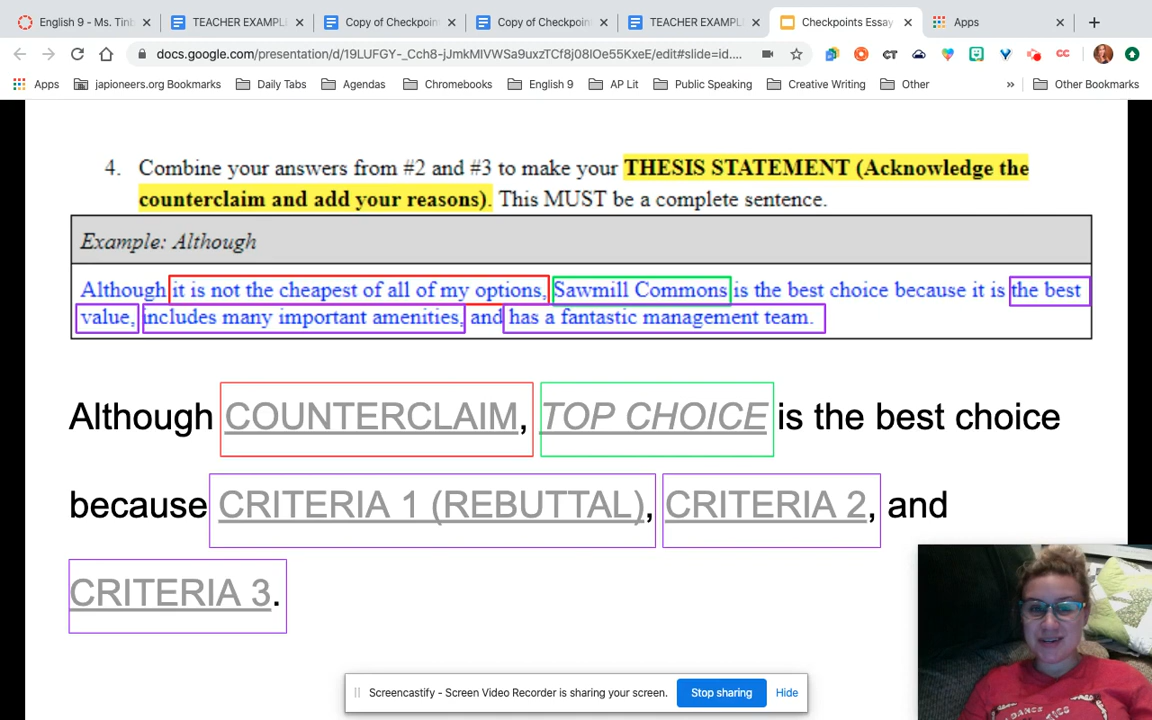 English 9 - Ms. Tinb
TEACHER EXAMPLE
Copy of Checkpoin
Copy of Checkpoin
TEACHER EXAMPL
Checkpoints Essay
Apps
docs.google.com/presentation/d/19LUFGY-_Cch8-jJmkMIVWSa9uxzTCf8j08lOe55KxeE/edit#slide=id....
CT
CC
Apps
japioneers.org Bookmarks
Daily Tabs
Agendas
Chromebooks
English 9
AP Lit
Public Speaking
Creative Writing
Other
»
Other Bookmarks
4. Combine your answers from #2 and #3 to make your THESIS STATEMENT (Acknowledge the
counterclaim and add your reasons). This MUST be a complete sentence.
Example: Although
Although it is not the cheapest of all of my options, Sawmill Commons is the best choice because it is the best
value, includes many important amenities, and has a fantastic management team.
Although COUNTERCLAIM, TOP CHOICE is the best choice
because CRITERIA 1 (REBUTTAL), CRITERIA 2, and
CRITERIA 3.
Screencastify - Screen Video Recorder is sharing your screen.
Stop sharing
Hide